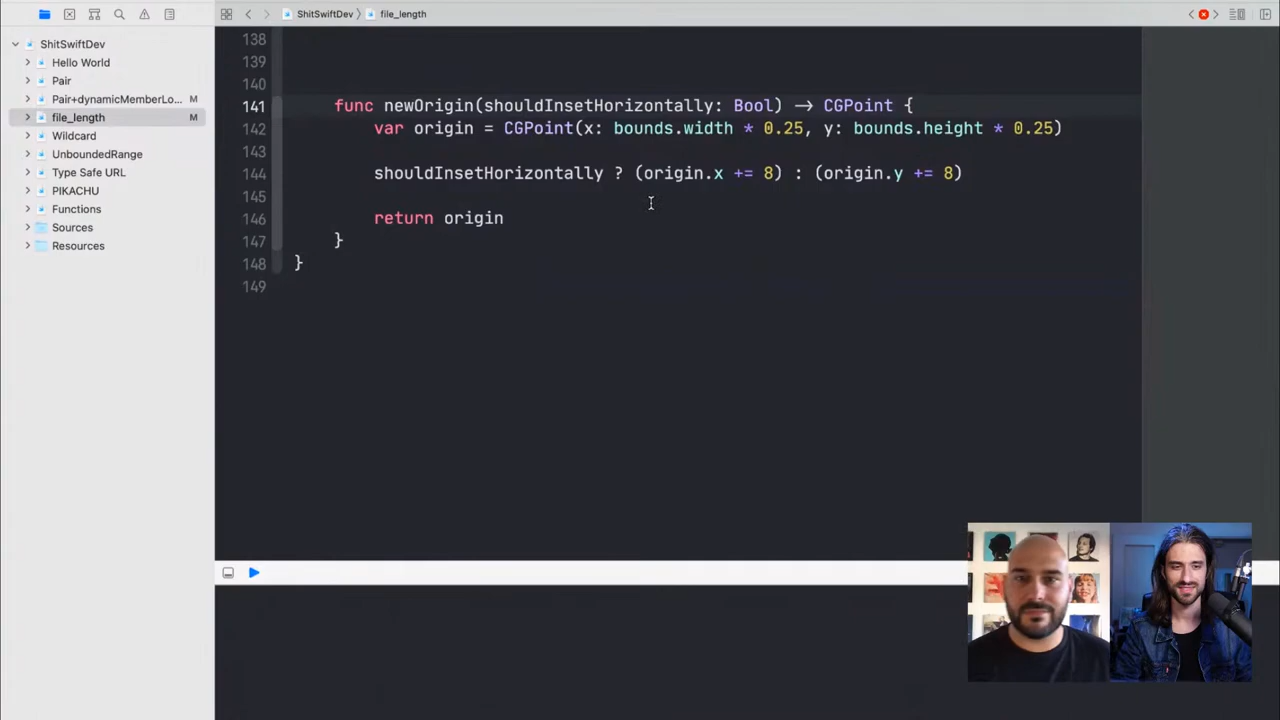 ShitSwiftDev
file_length
ShitSwiftDev
Hello World
Pair
Pair+dynamicMemberLo... M
file_length M
Wildcard
UnboundedRange
Type Safe URL
PIKACHU
Functions
Sources
Resources
138
139
140
141 func newOrigin(shouldInsetHorizontally: Bool) -> CGPoint {
142 var origin = CGPoint(x: bounds.width * 0.25, y: bounds.height * 0.25)
143
144 shouldInsetHorizontally ? (origin.x += 8) : (origin.y += 8)
145
146 return origin
147 }
148 }
149